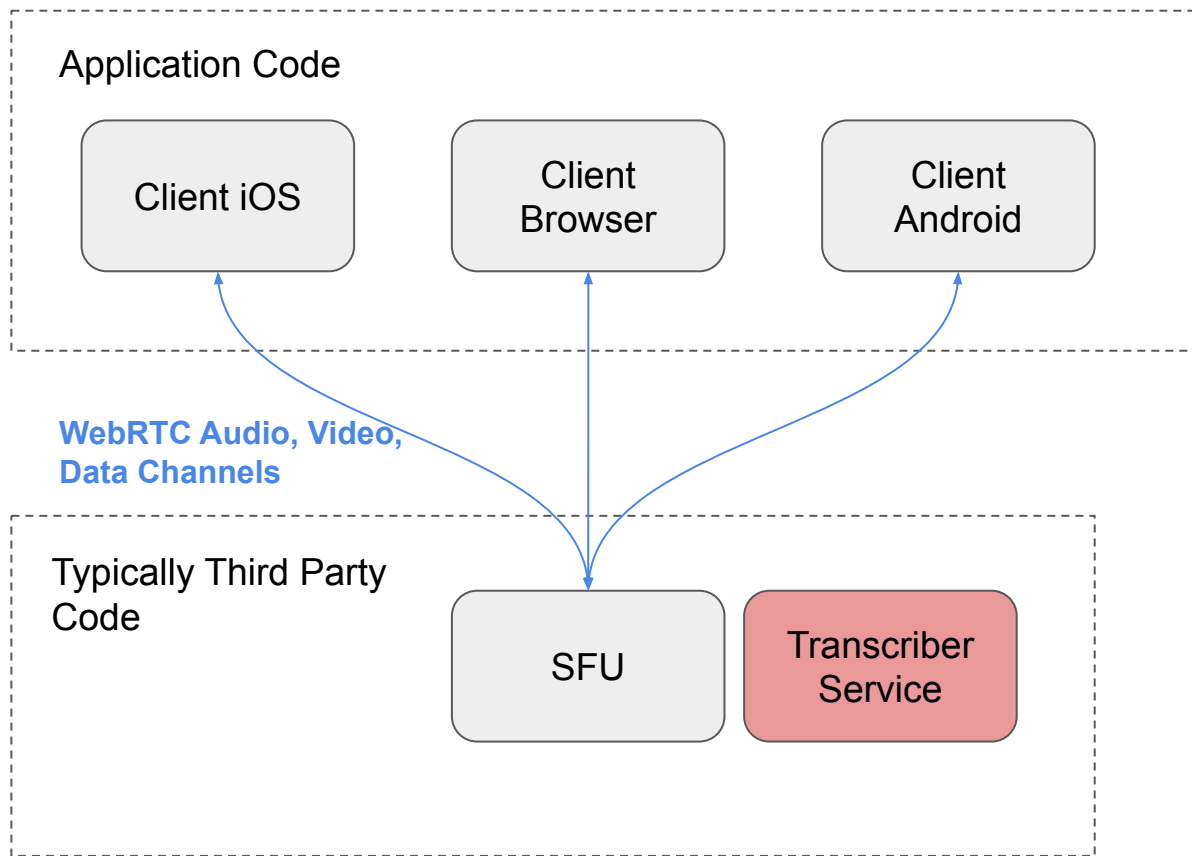 Application Code
Client iOS
Client
Browser
Client
Android
WebRTC Audio, Video,
Data Channels
Typically Third Party
Code
SFU
Transcriber
Service